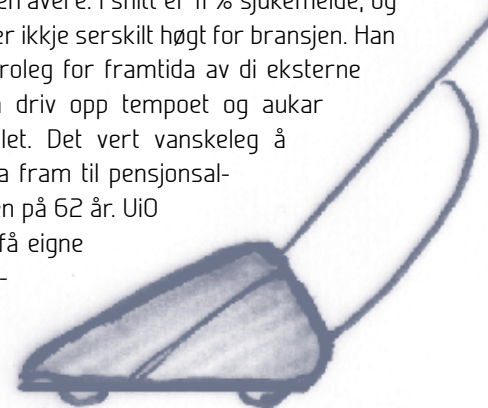 avere. I snitt er 11 % sjukemelde, og
er ikkje serskilt høgt for bransjen. Han
roleg for framtida av di eksterne
driv opp tempoet og aukar
let. Det vert vanskeleg å
fram til pensjonsal-
en på 62 år. UiO
få eigne
-